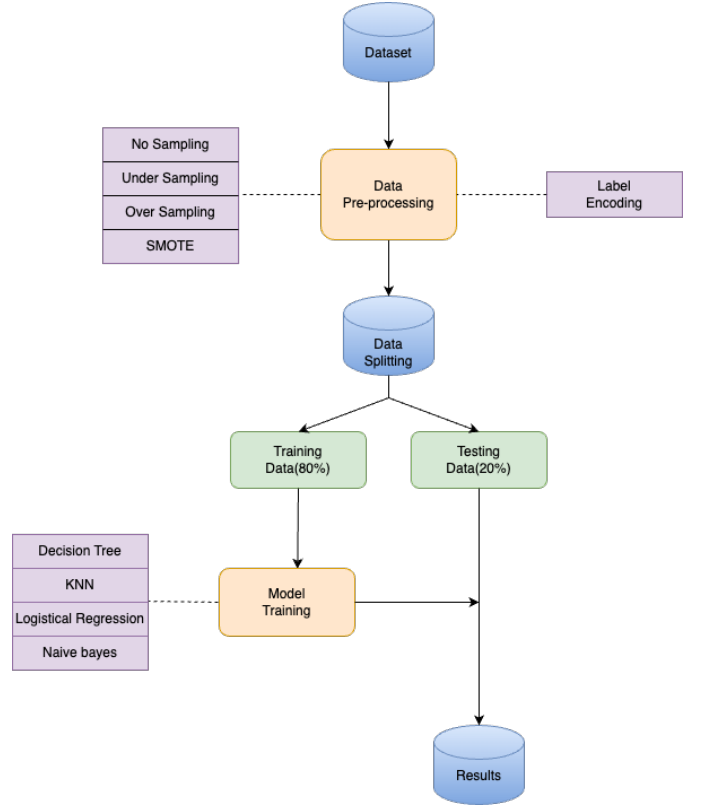 Dataset
No Sampling
Under Sampling
Over Sampling
SMOTE
Data
Pre-processing
Label
Encoding
Data
Splitting
Training
Data(80%)
Testing
Data(20%)
Decision Tree
KNN
Logistical Regression
Naive bayes
Model
Training
Results